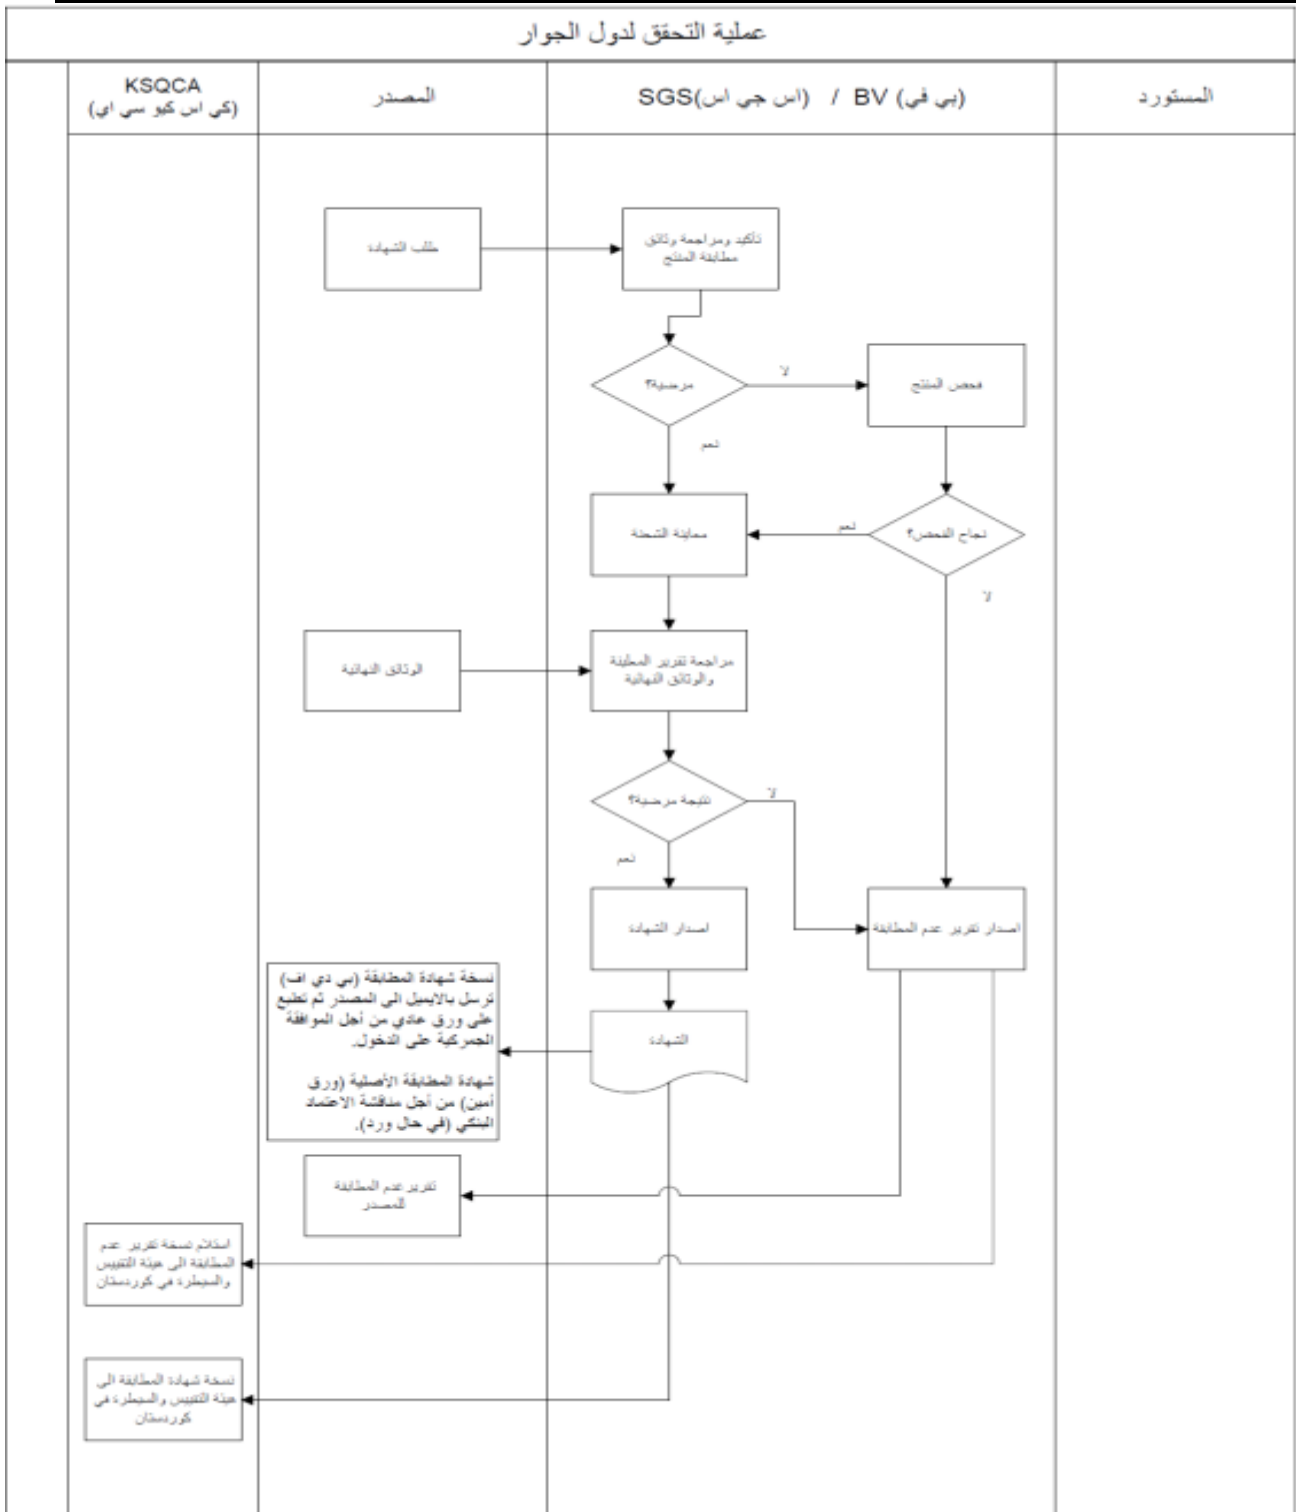 عملية التحقق لدول الجوار
المستورد
(بي في) BV / (اس جي اس)SGS
المصدر
KSQCA
(كي اس كيو سي اي)
طلب الشهادة
تأكيد ومراجعة وثائق
مطابقة المنتج
مرضية؟
لا
فحص المنتج
نعم
معاينة الشحنة
نعم
نجاح الفحص؟
لا
الوثائق النهائية
مراجعة تقرير المعاينة
والوثائق النهائية
نتيجة مرضية؟
لا
نعم
اصدار الشهادة
اصدار تقرير عدم المطابقة
نسخة شهادة المطابقة (بي دي اف)
ترسل بالايميل الى المصدر ثم تطبع
على ورق عادي من أجل الموافقة
الجمركية على الدخول.
شهادة المطابقة الأصلية (ورق
أمين) من أجل مناقشة الاعتماد
البنكي (في حال ورد).
الشهادة
تقرير عدم المطابقة
للمصدر
استلام نسخة تقرير عدم
المطابقة الى هيئة التقييس
والسيطرة في كوردستان
نسخة شهادة المطابقة الى
هيئة التقييس والسيطرة في
كوردستان